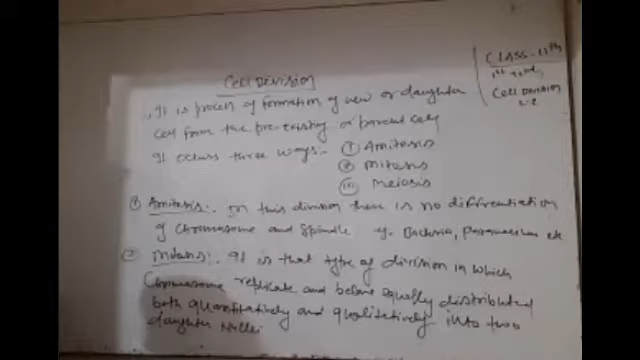 CLASS-11th
1st Term
Cell Division
L-2
Cell Division
It is process of formation of new or daughter
cell from the pre-existing or parent cell
It occurs three ways - (I) Amitosis
(II) Mitosis
(III) Meiosis
(1) Amitosis:- In this division there is no differentiation
of chromosome and spindle eg. Bacteria, Paramecium etc
(2) Mitosis:- It is that type of division in which
Chromosome replicate and become equally distributed
both quantitatively and qualitatively into two
daughter Nuclei